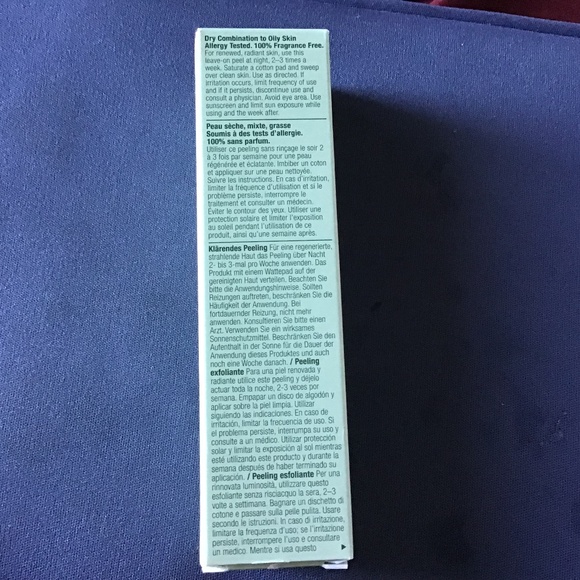 Dry Combination to Oily Skin
Allergy Tested. 100% Fragrance Free.
For renewed, radiant skin, use this
leave-on peel at night, 2–3 times a
week. Saturate a cotton pad and sweep
over clean skin. Use as directed. If
irritation occurs, limit frequency of use
and if it persists, discontinue use and
consult a physician. Avoid eye area. Use
sunscreen and limit sun exposure while
using and the week after.
Peau sèche, mixte, grasse
Soumis à des tests d'allergie.
100% sans parfum.
Utiliser ce peeling sans rinçage le soir 2
à 3 fois par semaine pour une peau
régénérée et éclatante. Imbiber un coton
et appliquer sur une peau nettoyée.
Suivre les instructions. En cas d'irritation,
limiter la fréquence d'utilisation et si le
problème persiste, interrompre le
traitement et consulter un médecin.
Éviter le contour des yeux. Utiliser une
protection solaire et limiter l'exposition
au soleil pendant l'utilisation de ce
produit, ainsi qu'une semaine après.
Klärendes Peeling Für eine regenerierte,
strahlende Haut das Peeling über Nacht
2- bis 3-mal pro Woche anwenden. Das
Produkt mit einem Wattepad auf der
gereinigten Haut verteilen. Beachten Sie
bitte die Anwendungshinweise. Sollten
Reizungen auftreten, beschränken Sie die
Häufigkeit der Anwendung. Bei
fortdauernder Reizung, nicht mehr
anwenden. Konsultieren Sie bitte einen
Arzt. Verwenden Sie ein wirksames
Sonnenschutzmittel. Beschränken Sie den
Aufenthalt in der Sonne für die Dauer der
Anwendung dieses Produktes und auch
noch eine Woche danach. / Peeling
exfoliante Para una piel renovada y
radiante utilice este peeling y déjelo
actuar toda la noche, 2-3 veces por
semana. Empapar un disco de algodón y
aplicar sobre la piel limpia. Utilizar
siguiendo las indicaciones. En caso de
irritación, limitar la frecuencia de uso. Si
el problema persiste, interrumpa su uso y
consulte a un médico. Utilizar protección
solar y limitar la exposición al sol mientras
esté utilizando este producto y durante la
semana después de haber terminado su
aplicación. / Peeling esfoliante Per una
rinnovata luminosità, utilizzare questo
esfoliante senza risciacquo la sera, 2–3
volte a settimana. Bagnare un dischetto di
cotone e passare sulla pelle pulita. Usare
secondo le istruzioni. In caso di irritazione,
limitare la frequenza d'uso; se l'irritazione
persiste, interrompere l'uso e consultare
un medico. Mentre si usa questo